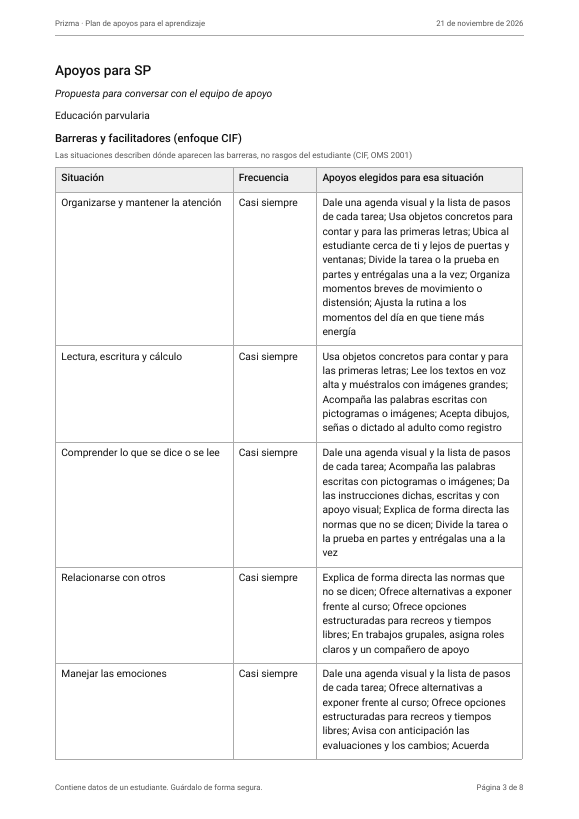 Prizma · Plan de apoyos para el aprendizaje
21 de noviembre de 2026
Apoyos para SP
Propuesta para conversar con el equipo de apoyo
Educación parvularia
Barreras y facilitadores (enfoque CIF)
Las situaciones describen dónde aparecen las barreras, no rasgos del estudiante (CIF, OMS 2001)
Situación
Frecuencia
Apoyos elegidos para esa situación
Organizarse y mantener la atención
Casi siempre
Dale una agenda visual y la lista de pasos
de cada tarea; Usa objetos concretos para
contar y para las primeras letras; Ubica al
estudiante cerca de ti y lejos de puertas y
ventanas; Divide la tarea o la prueba en
partes y entrégalas una a la vez; Organiza
momentos breves de movimiento o
distensión; Ajusta la rutina a los
momentos del día en que tiene más
energía
Lectura, escritura y cálculo
Casi siempre
Usa objetos concretos para contar y para
las primeras letras; Lee los textos en voz
alta y muéstralos con imágenes grandes;
Acompaña las palabras escritas con
pictogramas o imágenes; Acepta dibujos,
señas o dictado al adulto como registro
Comprender lo que se dice o se lee
Casi siempre
Dale una agenda visual y la lista de pasos
de cada tarea; Acompaña las palabras
escritas con pictogramas o imágenes; Da
las instrucciones dichas, escritas y con
apoyo visual; Explica de forma directa las
normas que no se dicen; Divide la tarea o
la prueba en partes y entrégalas una a la
vez
Relacionarse con otros
Casi siempre
Explica de forma directa las normas que
no se dicen; Ofrece alternativas a exponer
frente al curso; Ofrece opciones
estructuradas para recreos y tiempos
libres; En trabajos grupales, asigna roles
claros y un compañero de apoyo
Manejar las emociones
Casi siempre
Dale una agenda visual y la lista de pasos
de cada tarea; Ofrece alternativas a
exponer frente al curso; Ofrece opciones
estructuradas para recreos y tiempos
libres; Avisa con anticipación las
evaluaciones y los cambios; Acuerda
Contiene datos de un estudiante. Guárdalo de forma segura.
Página 3 de 8